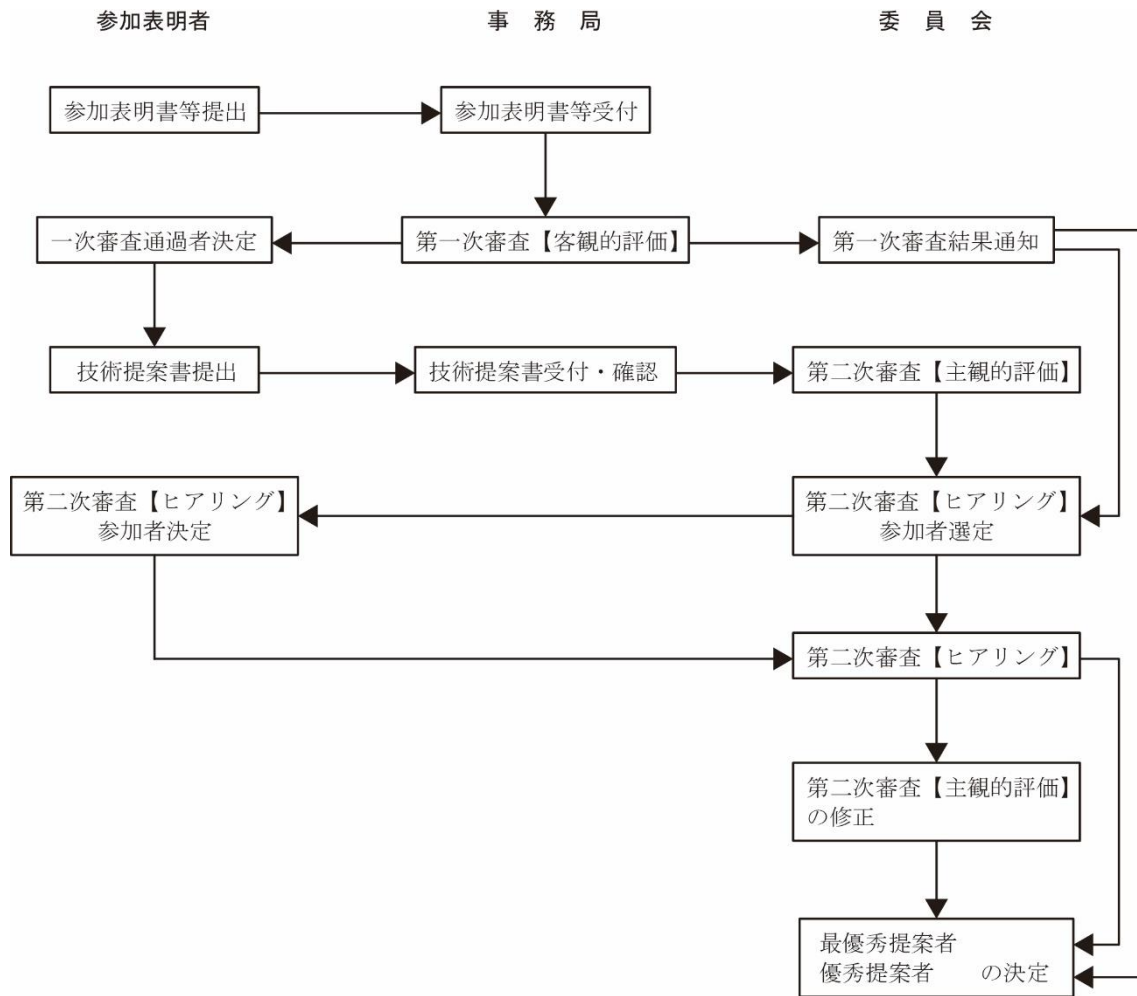 参加表明者
事 務 局
委 員 会
参加表明書等提出
参加表明書等受付
一次審査通過者決定
第一次審査【客観的評価】
第一次審査結果通知
技術提案書提出
技術提案書受付・確認
第二次審査【主観的評価】
第二次審査【ヒアリング】
参加者決定
第二次審査【ヒアリング】
参加者選定
第二次審査【ヒアリング】
第二次審査【主観的評価】
の修正
最優秀提案者
優秀提案者 の決定